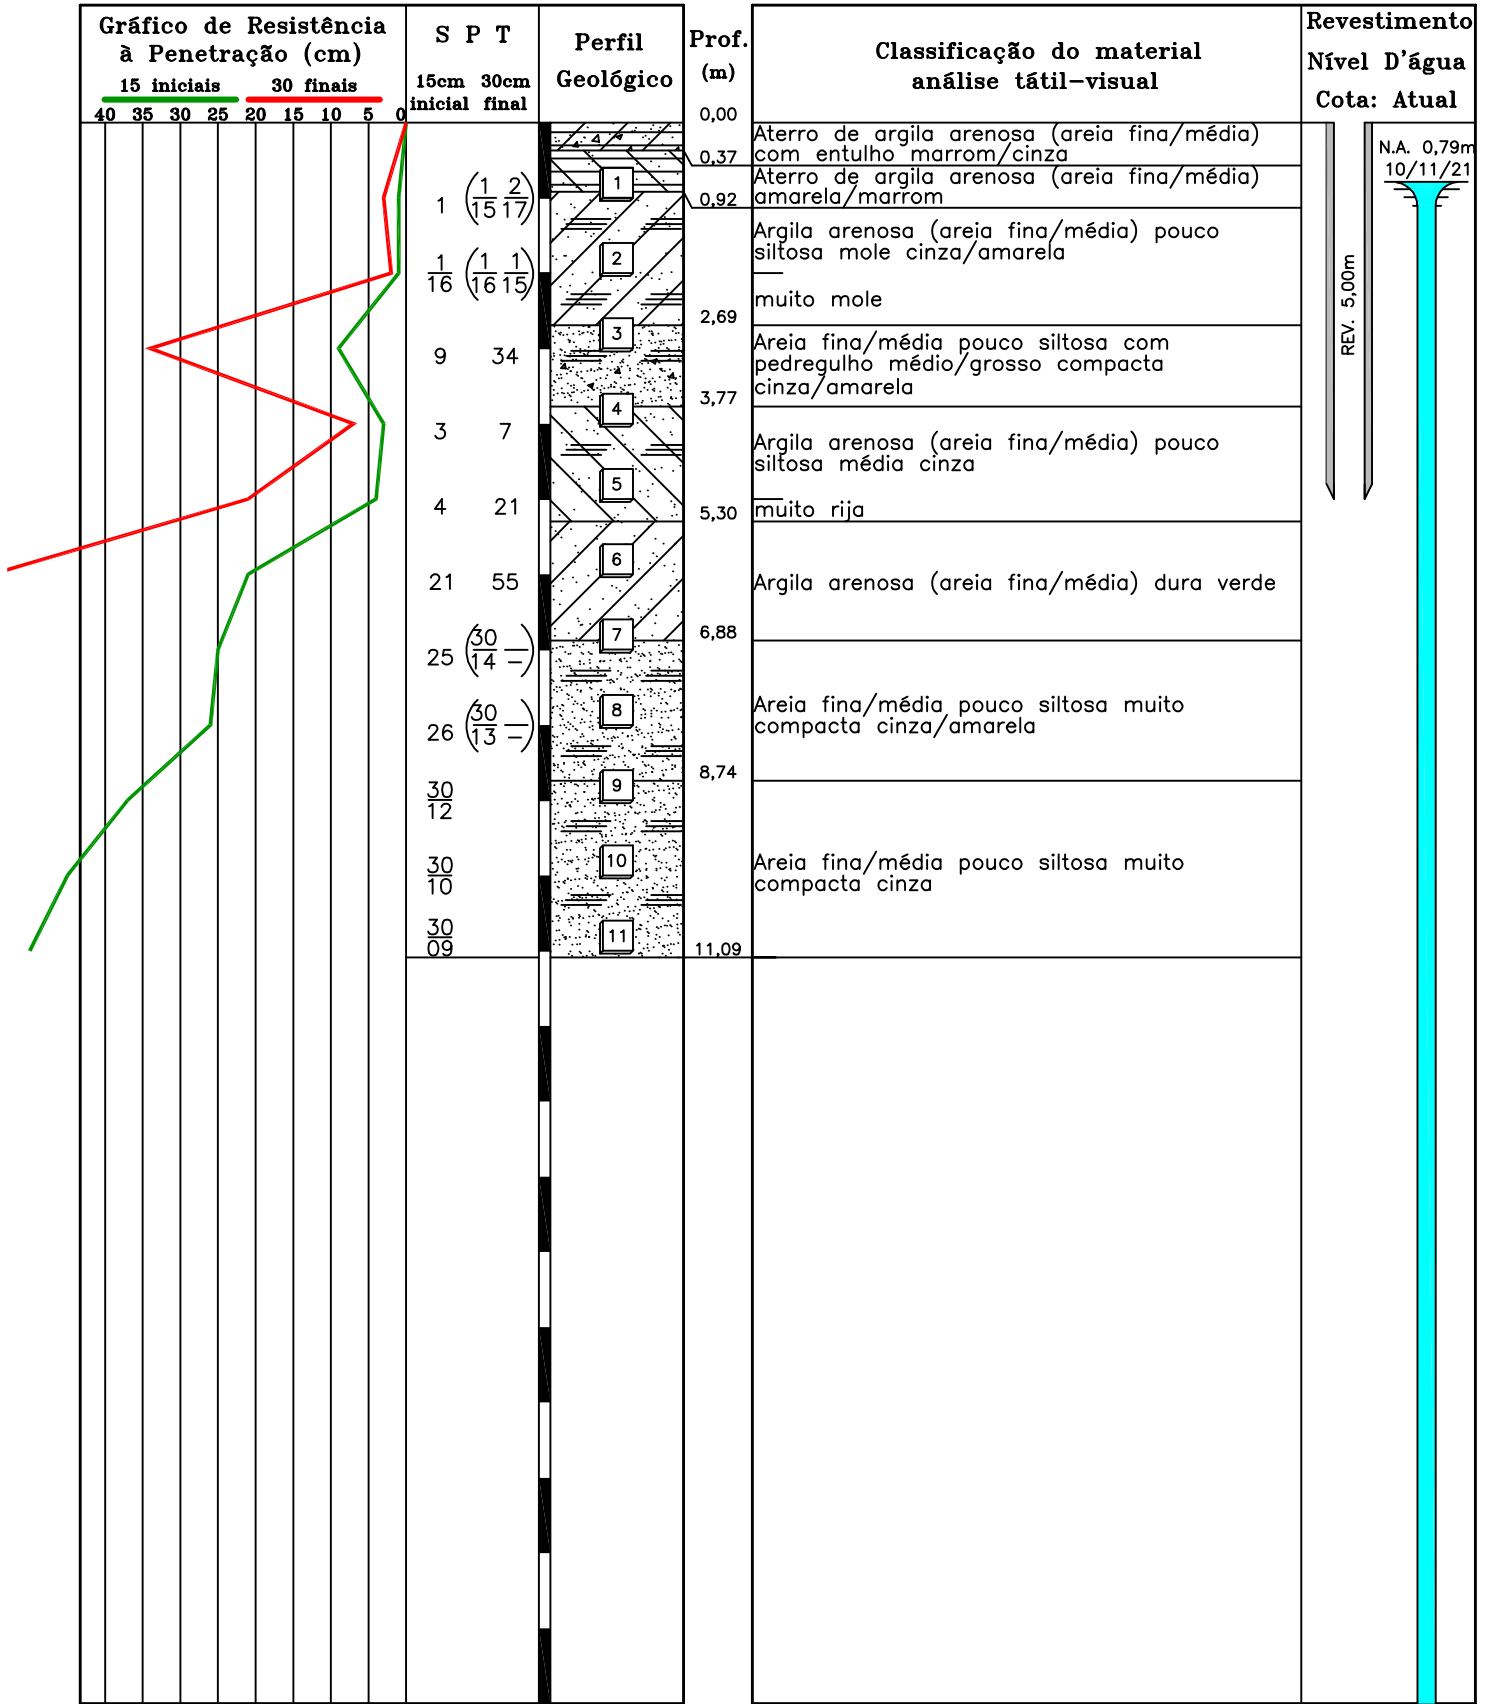 Gráfico de Resistência
à Penetração (cm)
15 iniciais 30 finais
40 35 30 25 20 15 10 5 0
S P T
15cm 30cm
inicial final
Perfil
Geológico
Prof.
(m)
Classificação do material
análise tátil-visual
Revestimento
Nível D'água
Cota: Atual
0,00
Aterro de argila arenosa (areia fina/média)
com entulho marrom/cinza
0,37
N.A. 0,79m
10/11/21
1 (1/15 2/17)
1
Aterro de argila arenosa (areia fina/média)
amarela/marrom
0,92
Argila arenosa (areia fina/média) pouco
siltosa mole cinza/amarela
1/16 (1/16 1/15)
2
muito mole
2,69
REV. 5,00m
9 34
3
Areia fina/média pouco siltosa com
pedregulho médio/grosso compacta
cinza/amarela
3,77
3 7
4
Argila arenosa (areia fina/média) pouco
siltosa média cinza
4 21
5
muito rija
5,30
21 55
6
Argila arenosa (areia fina/média) dura verde
6,88
25 (30/14 –)
7
26 (30/13 –)
8
Areia fina/média pouco siltosa muito
compacta cinza/amarela
8,74
30/12
9
30/10
10
Areia fina/média pouco siltosa muito
compacta cinza
30/09
11
11,09